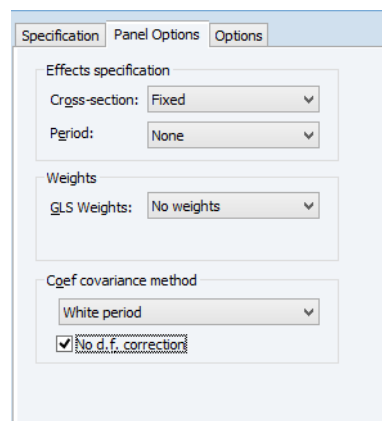 Specification Panel Options Options
Effects specification
Cross-section: Fixed
Period: None
Weights
GLS Weights: No weights
Coef covariance method
White period
No d.f. correction